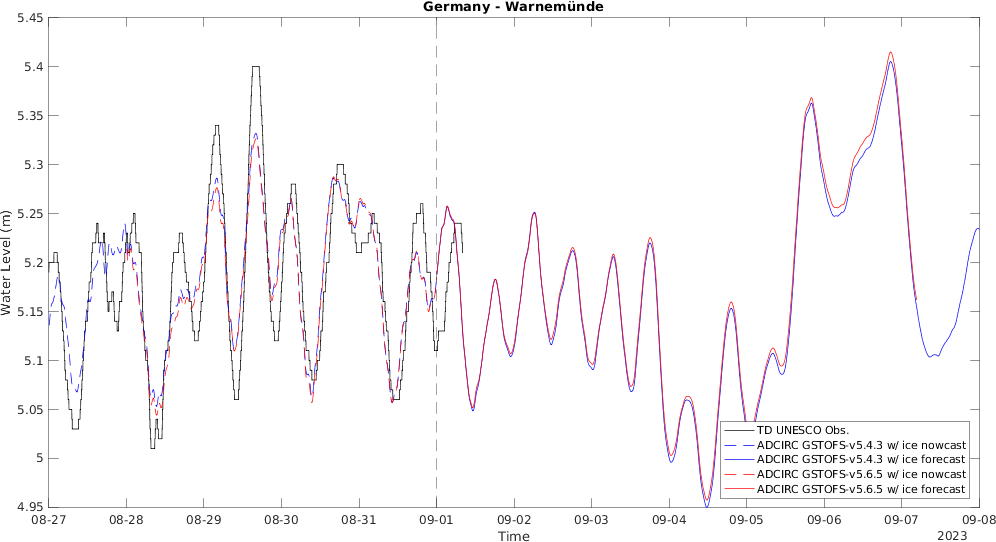 Germany - Warnemünde
5.45
5.4
5.35
5.3
5.25
5.2
5.15
5.1
5.05
5
4.95
Water Level (m)
TD UNESCO Obs.
ADCIRC GSTOFS-v5.4.3 w/ ice nowcast
ADCIRC GSTOFS-v5.4.3 w/ ice forecast
ADCIRC GSTOFS-v5.6.5 w/ ice nowcast
ADCIRC GSTOFS-v5.6.5 w/ ice forecast
08-27 08-28 08-29 08-30 08-31 09-01 09-02 09-03 09-04 09-05 09-06 09-07 09-08
Time
2023